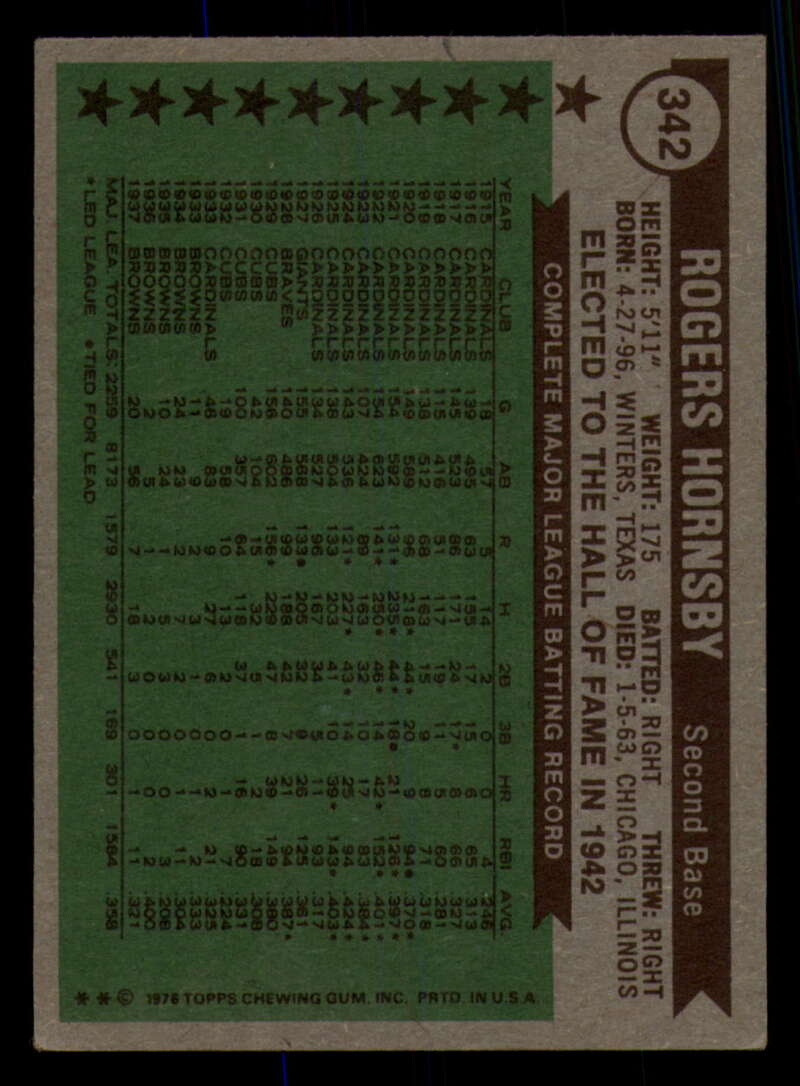 342
ROGERS HORNSBY Second Base
HEIGHT: 5'11" WEIGHT: 175 BATTED: RIGHT THREW: RIGHT
BORN: 4-27-96, WINTERS, TEXAS DIED: 1-5-63, CHICAGO, ILLINOIS
ELECTED TO THE HALL OF FAME IN 1942
COMPLETE MAJOR LEAGUE BATTING RECORD
YEAR CLUB G AB R H 2B 3B HR RBI AVG
1915 CARDINALS 18 57 5 14 2 0 0 4 .246
1916 CARDINALS 139 495 63 155 17 15 6 65 .313
1917 CARDINALS 145 523 86 171 24 17* 8 66 .327
1918 CARDINALS 115 416 51 117 19 11 5 60 .281
1919 CARDINALS 138 512 68 163 15 9 8 71 .318
1920 CARDINALS 149 589 96 218* 44* 20 9 94• .370*
1921 CARDINALS 154 592 131* 235* 44* 18• 21 126* .397*
1922 CARDINALS 154 623 141* 250* 46* 14 42* 152* .401*
1923 CARDINALS 107 424 89 163 32 10 17 83 .384*
1924 CARDINALS 143 536 121• 227* 43* 14 25 94 .424*
1925 CARDINALS 138 504 133 203 41 10 39* 143* .403*
1926 CARDINALS 134 527 96 167 34 5 11 93 .317
1927 GIANTS 155 568 133• 205 32 9 26 125 .361
1928 BRAVES 140 486 99 188 42 7 21 94 .387*
1929 CUBS 156 602 156* 229 47 8 39 149 .380
1930 CUBS 42 104 15 32 5 1 2 18 .308
1931 CUBS 100 357 64 118 37 1 16 90 .331
1932 CUBS 19 58 10 13 2 0 1 7 .224
1933 CARDINALS 46 83 9 27 6 0 2 21 .325
1933 BROWNS 11 9 2 3 1 0 1 2 .333
1934 BROWNS 24 23 2 7 2 0 1 11 .304
1935 BROWNS 10 24 1 5 3 0 0 3 .208
1936 BROWNS 2 5 1 2 0 0 0 2 .400
1937 BROWNS 20 56 7 18 3 0 1 11 .321
MAJ. LEA. TOTALS 2259 8173 1579 2930 541 169 301 1584 .358
*LED LEAGUE •TIED FOR LEAD
* * © 1976 TOPPS CHEWING GUM, INC. PRTD. IN U.S.A.